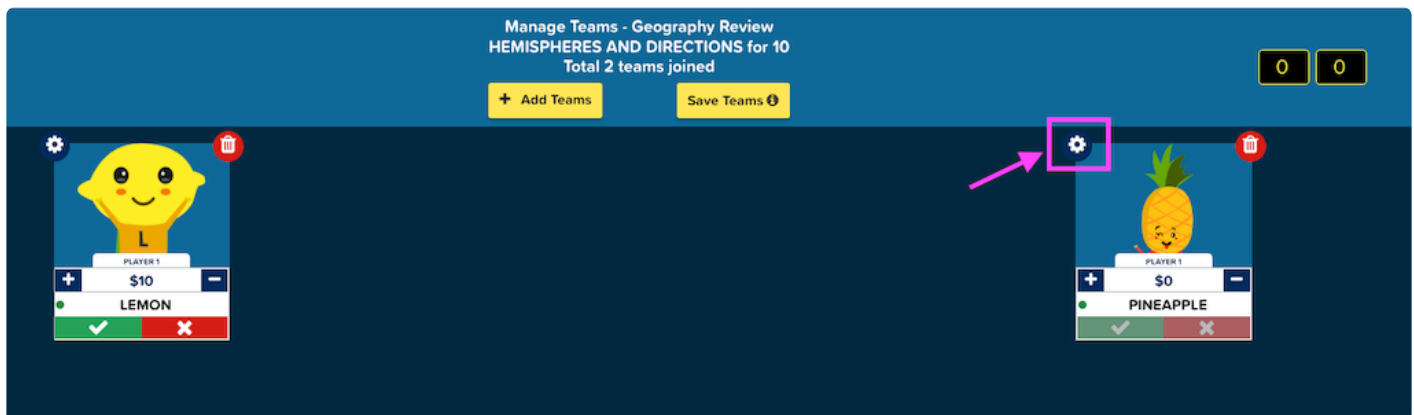 Manage Teams - Geography Review
HEMISPHERES AND DIRECTIONS for 10
Total 2 teams joined
+ Add Teams
Save Teams
0 0
L
PLAYER 1
+ $10 −
LEMON
PLAYER 1
+ $0 −
PINEAPPLE